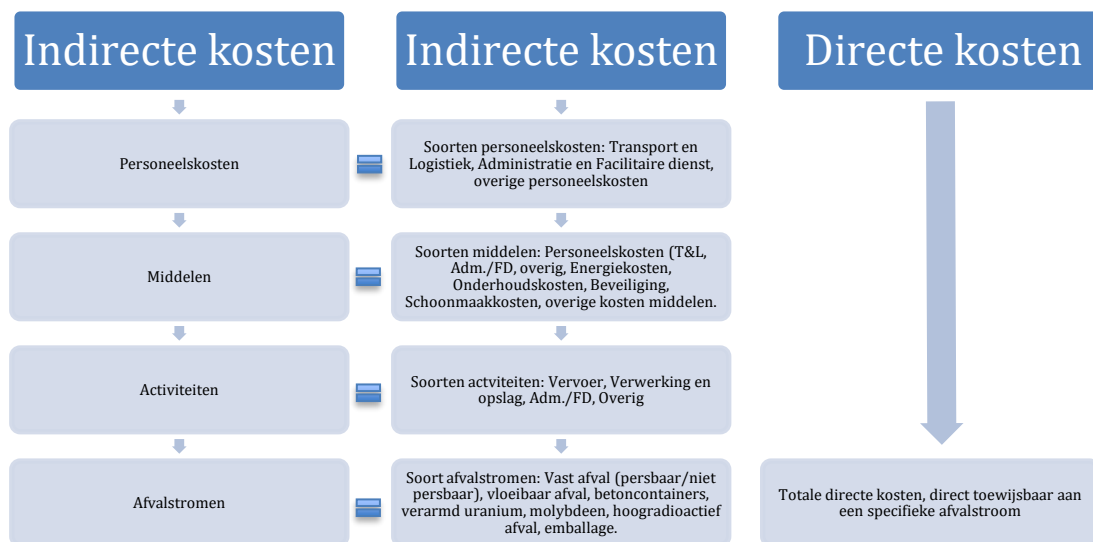 Indirecte kosten
Indirecte kosten
Directe kosten
Personeelskosten
Soorten personeelskosten: Transport en
Logistiek, Administratie en Facilitaire dienst,
overige personeelskosten
Middelen
Soorten middelen: Personeelskosten (T&L,
Adm./FD, overig, Energiekosten,
Onderhoudskosten, Beveiliging,
Schoonmaakkosten, overige kosten middelen.
Activiteiten
Soorten actviteiten: Vervoer, Verwerking en
opslag, Adm./FD, Overig
Afvalstromen
Soort afvalstromen: Vast afval (persbaar/niet
persbaar), vloeibaar afval, betoncontainers,
verarmd uranium, molybdeen, hoogradioactief
afval, emballage.
Totale directe kosten, direct toewijsbaar aan
een specifieke afvalstroom